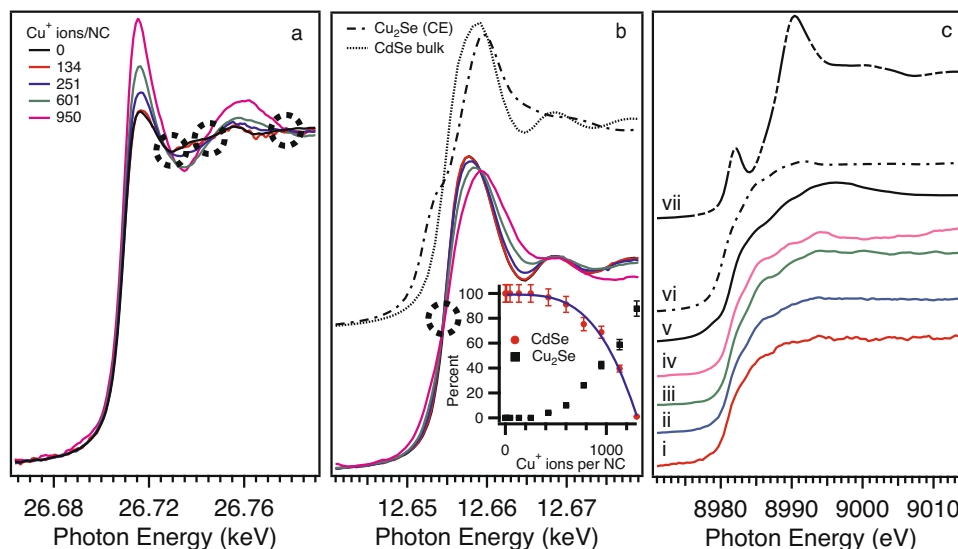 Cu⁺ ions/NC
0
134
251
601
950
a
26.68 26.72 26.76
Photon Energy (keV)
Cu₂Se (CE)
CdSe bulk
b
100
80
60
40
20
0
Percent
CdSe
Cu₂Se
0 1000
Cu⁺ ions per NC
12.65 12.66 12.67
Photon Energy (keV)
c
vii
vi
v
iv
iii
ii
i
8980 8990 9000 9010
Photon Energy (eV)